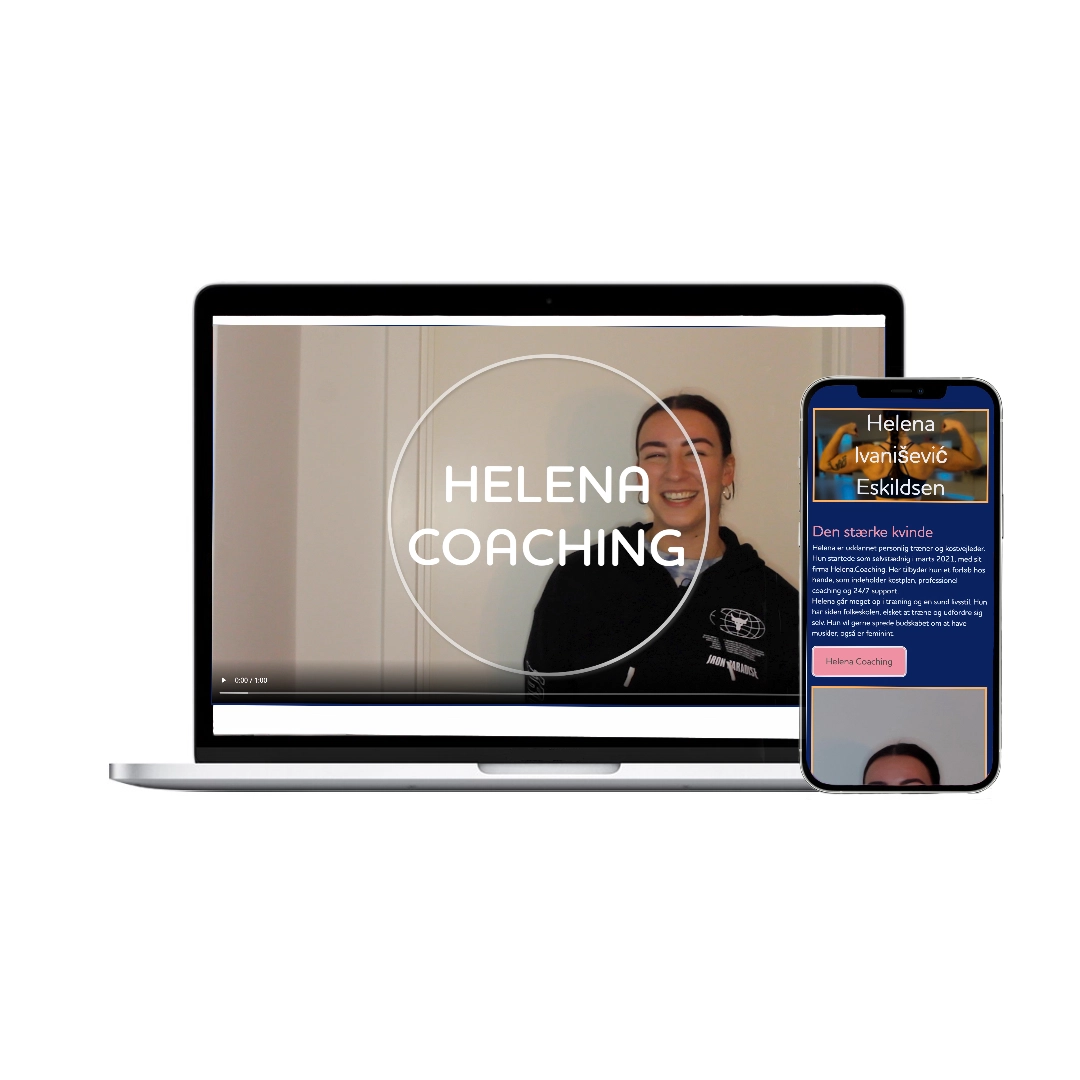 HELENA
COACHING
IRON PARADISE
0:00 / 1:00
Helena
Ivanišević
Eskildsen
Den stærke kvinde
Helena er uddannet personlig træner og kostvejleder.
Hun startede som selvstædnig i marts 2021, med sit
firma Helena.Coaching. Her tilbyder hun et forløb hos
hende, som indeholder kostplan, professionel
coaching og 24/7 support.
Helena går meget op i træning og en sund livsstil. Hun
har siden folkeskolen, elsket at træne og udfordre sig
selv. Hun vil gerne sprede budskabet om at have
muskler, også er feminint.
Helena Coaching